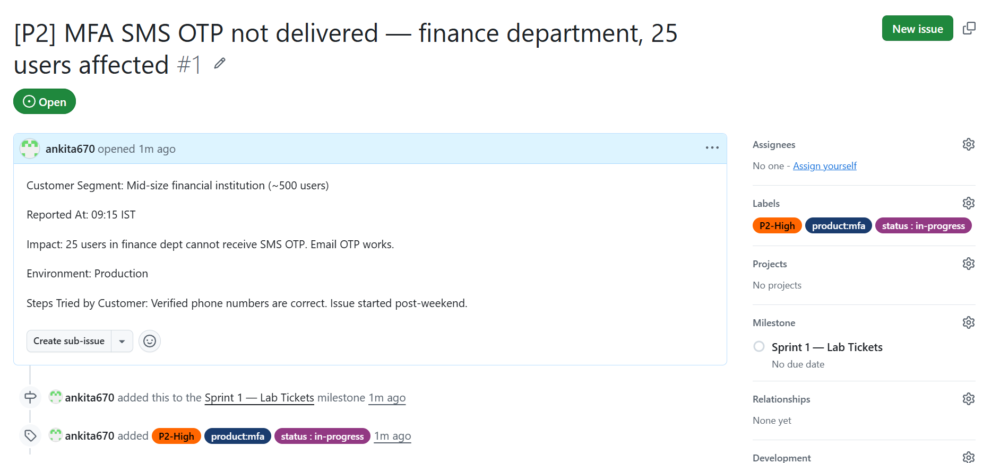 [P2] MFA SMS OTP not delivered — finance department, 25
users affected #1
New issue
Open
ankita670 opened 1m ago
Customer Segment: Mid-size financial institution (~500 users)
Reported At: 09:15 IST
Impact: 25 users in finance dept cannot receive SMS OTP. Email OTP works.
Environment: Production
Steps Tried by Customer: Verified phone numbers are correct. Issue started post-weekend.
Create sub-issue
ankita670 added this to the Sprint 1 — Lab Tickets milestone 1m ago
ankita670 added P2-High product:mfa status : in-progress 1m ago
Assignees
No one - Assign yourself
Labels
P2-High product:mfa status : in-progress
Projects
No projects
Milestone
Sprint 1 — Lab Tickets
No due date
Relationships
None yet
Development